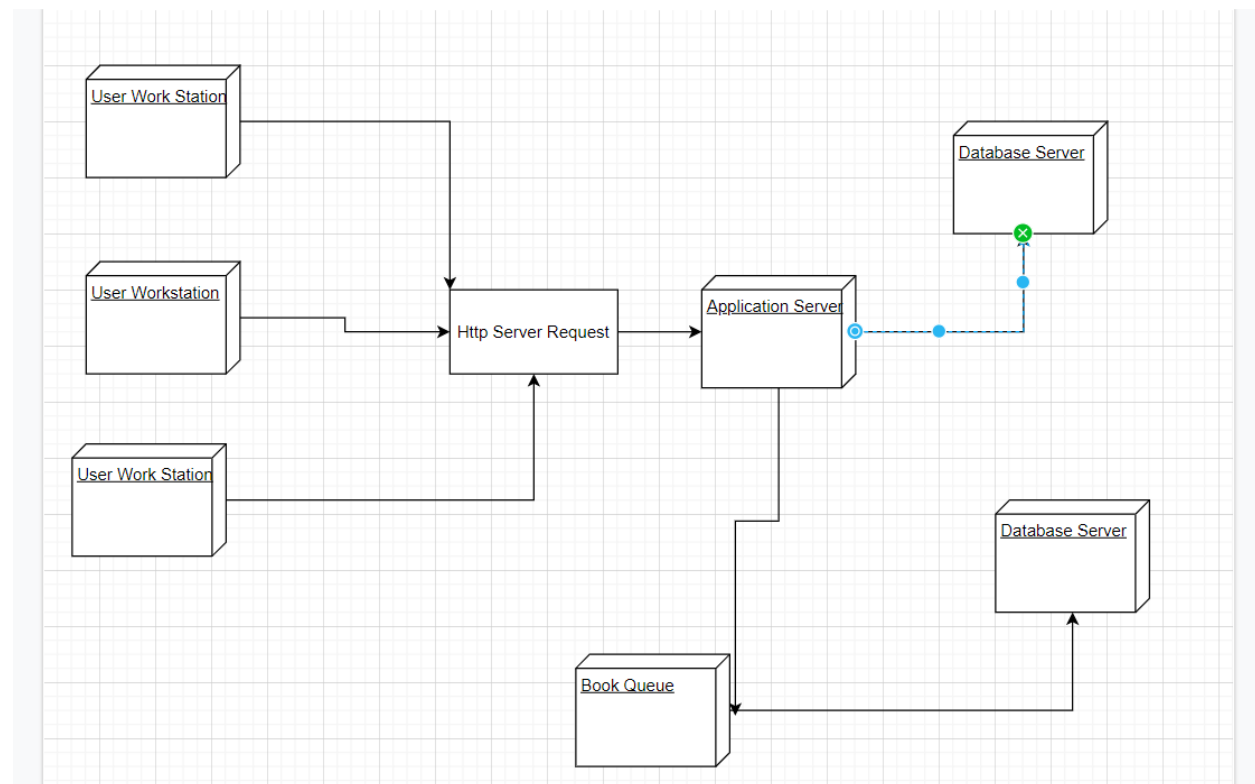 User Work Station
Database Server
User Workstation
Http Server Request
Application Server
User Work Station
Database Server
Book Queue